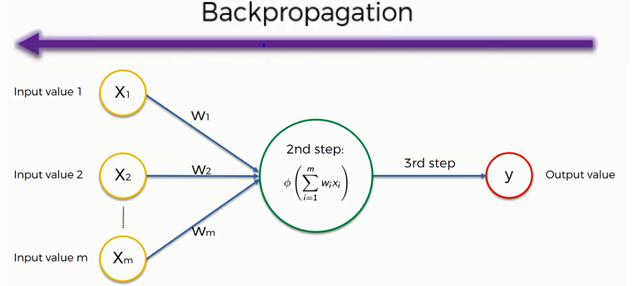 Backpropagation
Input value 1
X1
W1
Input value 2
X2
W2
2nd step:
ϕ(∑i=1m wixi)
3rd step
y
Output value
Input value m
Xm
Wm